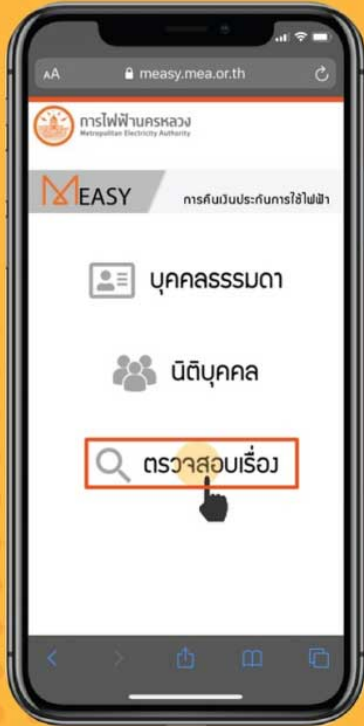 AA measy.mea.or.th
การไฟฟ้านครหลวง
Metropolitan Electricity Authority
MEASY การคืนเงินประกันการใช้ไฟฟ้า
บุคคลธรรมดา
นิติบุคคล
ตรวจสอบเรื่อง